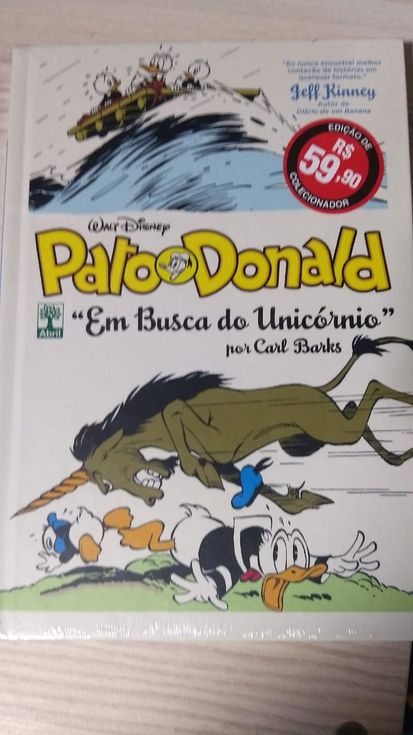 "Eu nunca encontrei melhor
contação de histórias em
qualquer formato."
Jeff Kinney
Autor de
Diário de um Banana
EDIÇÃO DE
R$
59,90
COLECIONADOR
WALT DISNEY
Pato Donald
Abril
"Em Busca do Unicórnio"
por Carl Barks